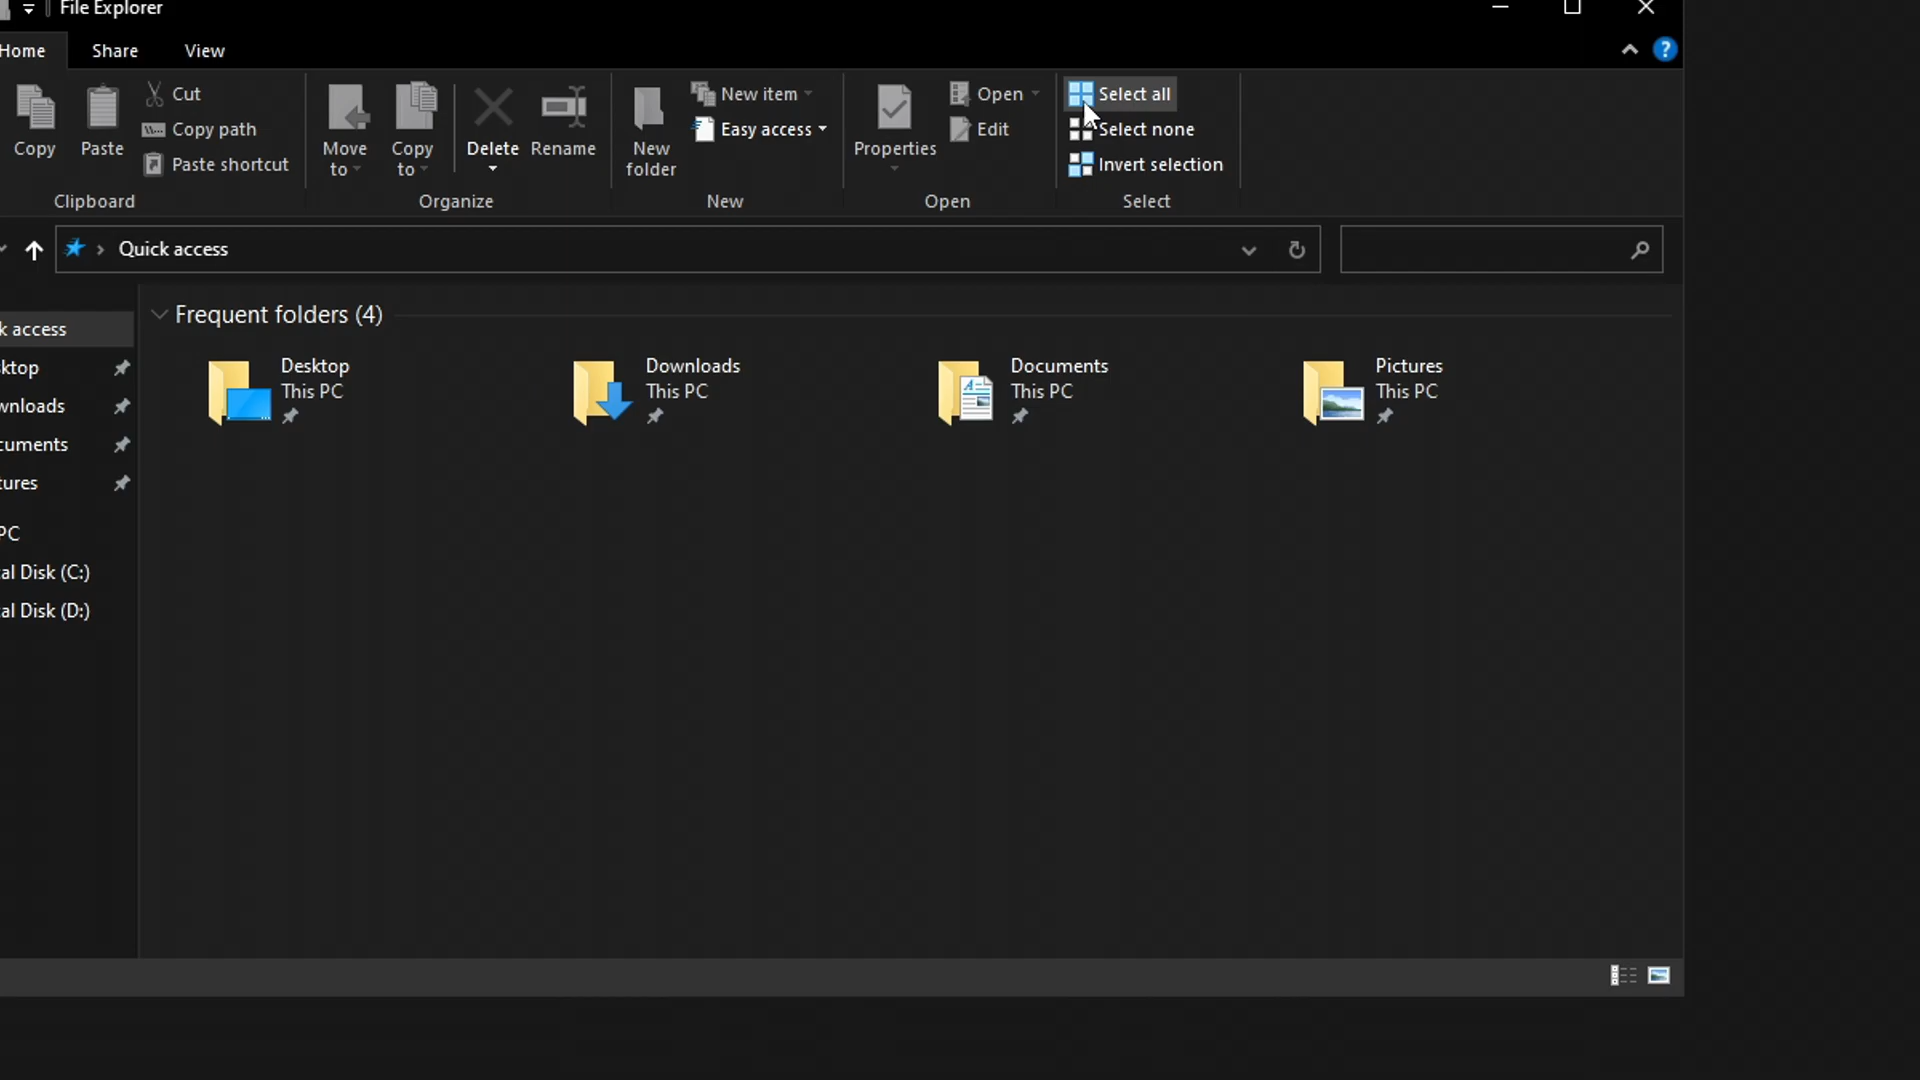 File Explorer
Home Share View
Copy
Paste
Cut
Copy path
Paste shortcut
Clipboard
Move to
Copy to
Delete
Rename
Organize
New folder
New item
Easy access
New
Properties
Open
Edit
Open
Select all
Select none
Invert selection
Select
Quick access
k access
ktop
wnloads
cuments
tures
PC
al Disk (C:)
al Disk (D:)
Frequent folders (4)
Desktop
This PC
Downloads
This PC
Documents
This PC
Pictures
This PC